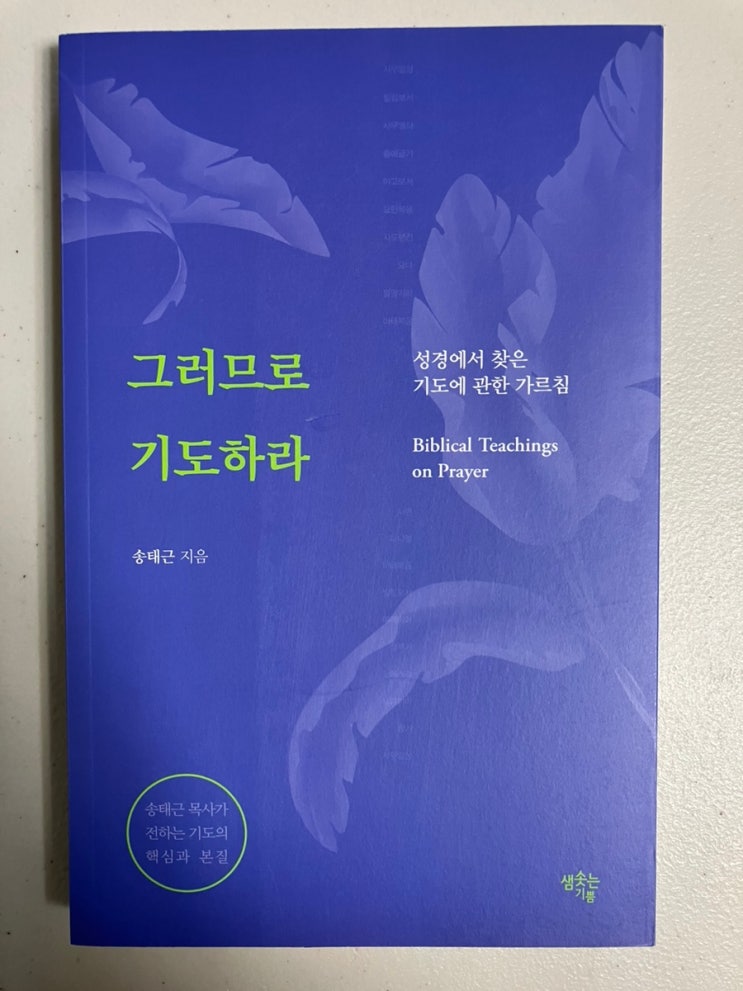 그러므로
기도하라
송태근 지음
성경에서 찾은
기도에 관한 가르침
Biblical Teachings
on Prayer
송태근 목사가
전하는 기도의
핵심과 본질
샘솟는
기쁨